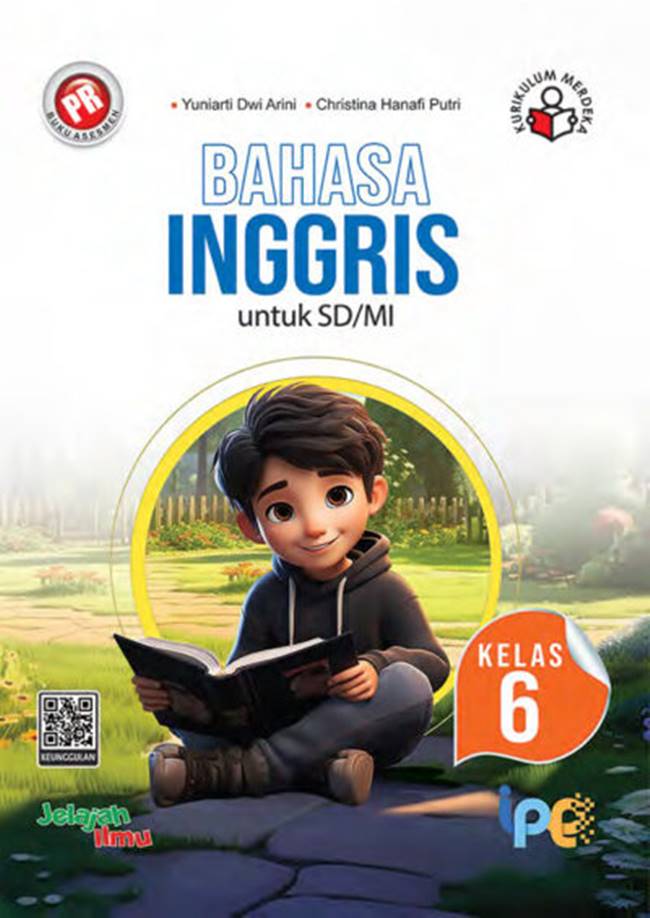 PR
BUKU ASESMEN
• Yuniarti Dwi Arini • Christina Hanafi Putri
KURIKULUM MERDEKA
BAHASA
INGGRIS
untuk SD/MI
KELAS
6
KEUNGGULAN
Jelajah
Ilmu
ipe